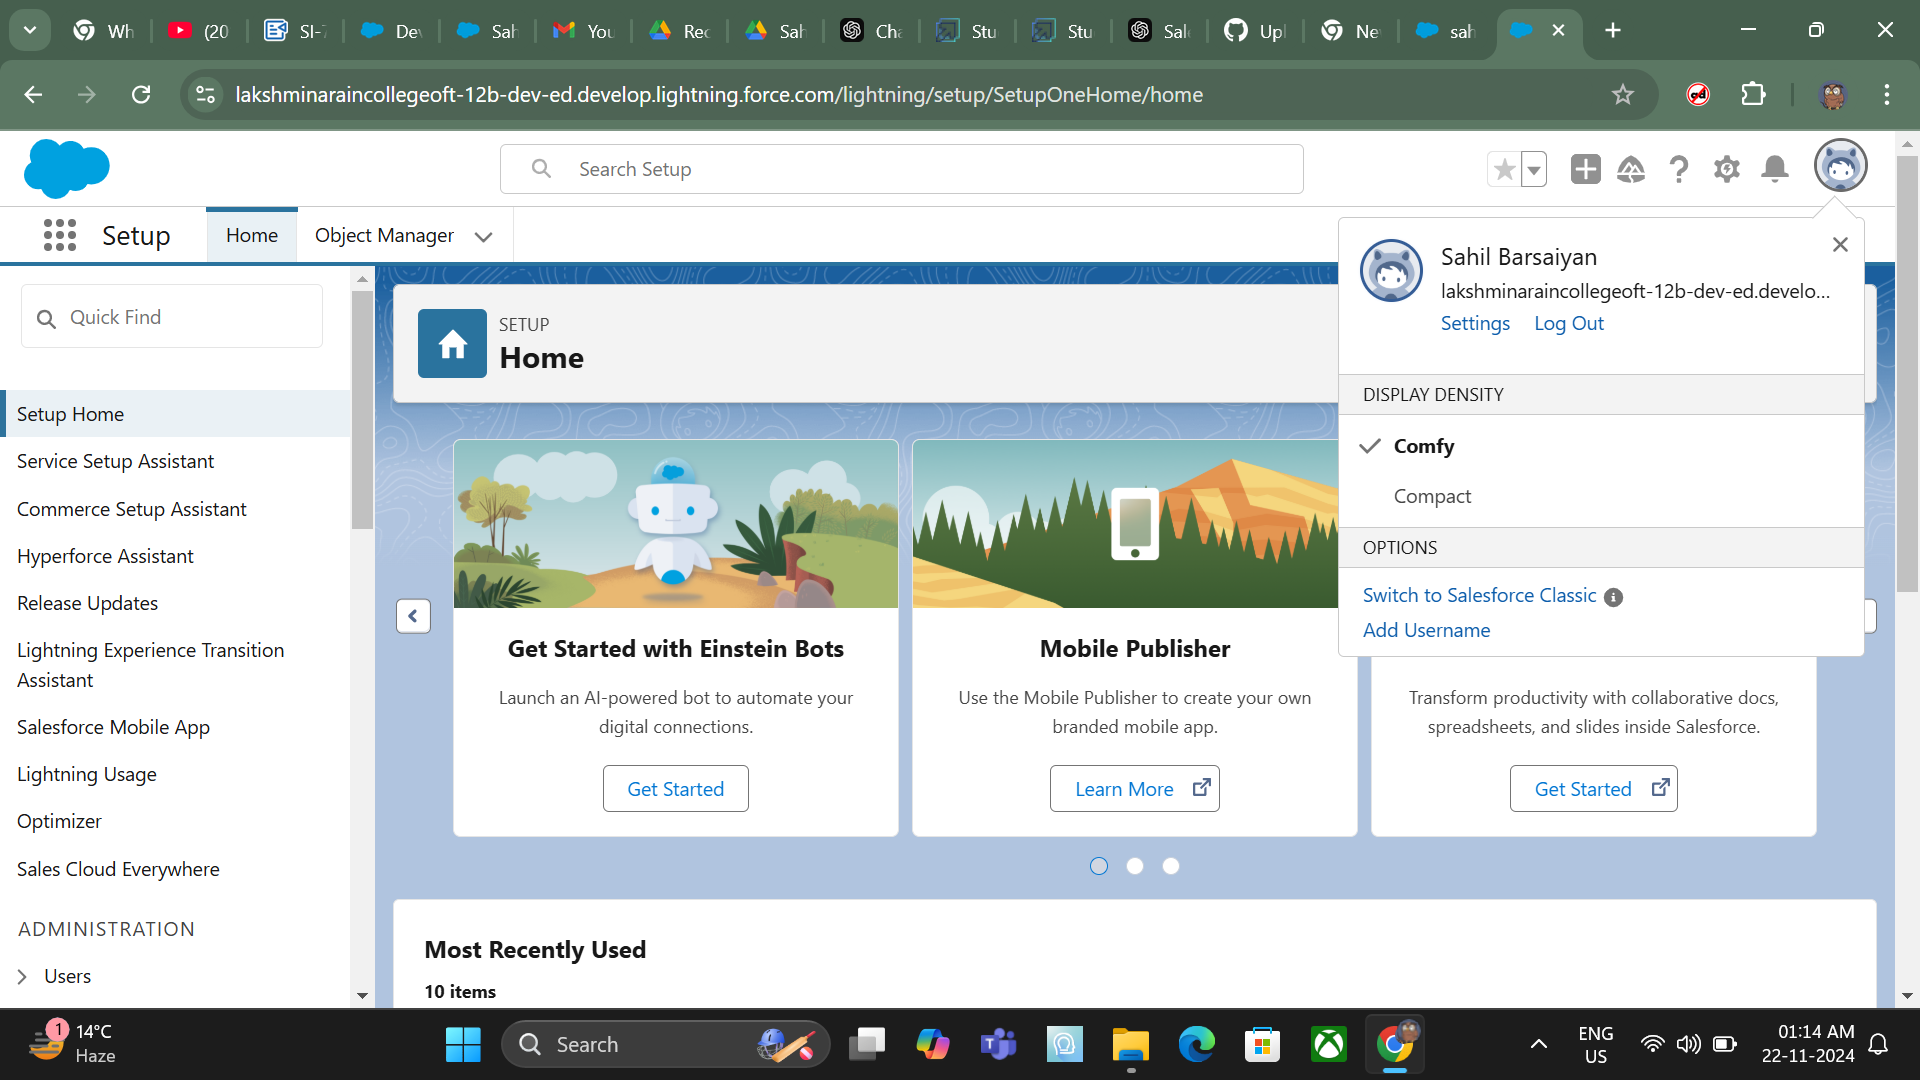 Wh
(20
SI-7
Dev
Sah
You
Rec
Sah
Cha
Stu
Stu
Sal
Upl
Ne
sah
lakshminaraincollegeoft-12b-dev-ed.develop.lightning.force.com/lightning/setup/SetupOneHome/home
Search Setup
Setup
Home
Object Manager
Quick Find
Setup Home
Service Setup Assistant
Commerce Setup Assistant
Hyperforce Assistant
Release Updates
Lightning Experience Transition
Assistant
Salesforce Mobile App
Lightning Usage
Optimizer
Sales Cloud Everywhere
ADMINISTRATION
Users
SETUP
Home
Get Started with Einstein Bots
Launch an AI-powered bot to automate your
digital connections.
Get Started
Mobile Publisher
Use the Mobile Publisher to create your own
branded mobile app.
Learn More
Transform productivity with collaborative docs,
spreadsheets, and slides inside Salesforce.
Get Started
Most Recently Used
10 items
Sahil Barsaiyan
lakshminaraincollegeoft-12b-dev-ed.develo...
Settings
Log Out
DISPLAY DENSITY
Comfy
Compact
OPTIONS
Switch to Salesforce Classic
Add Username
1
14°C
Haze
Search
ENG
US
01:14 AM
22-11-2024